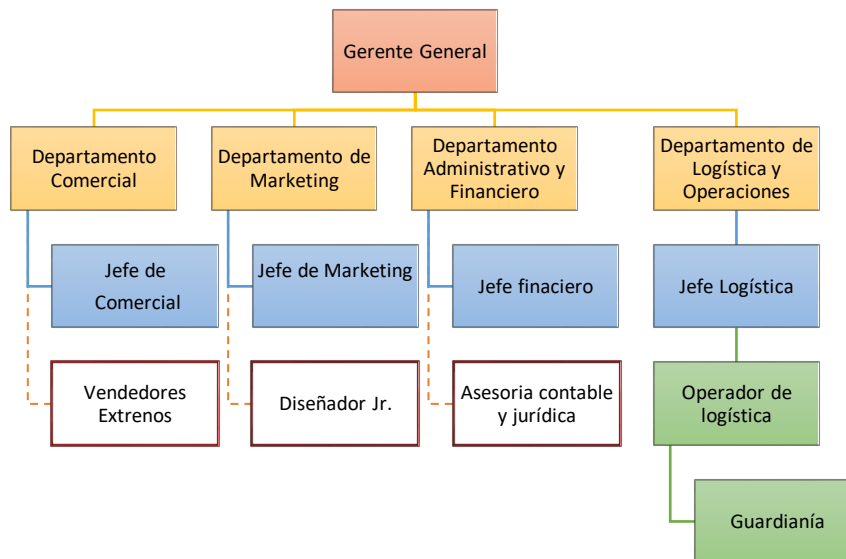 Gerente General
Departamento
Comercial
Departamento de
Marketing
Departamento
Administrativo y
Financiero
Departamento de
Logística y
Operaciones
Jefe de
Comercial
Jefe de Marketing
Jefe finaciero
Jefe Logística
Vendedores
Extrenos
Diseñador Jr.
Asesoria contable
y jurídica
Operador de
logística
Guardianía